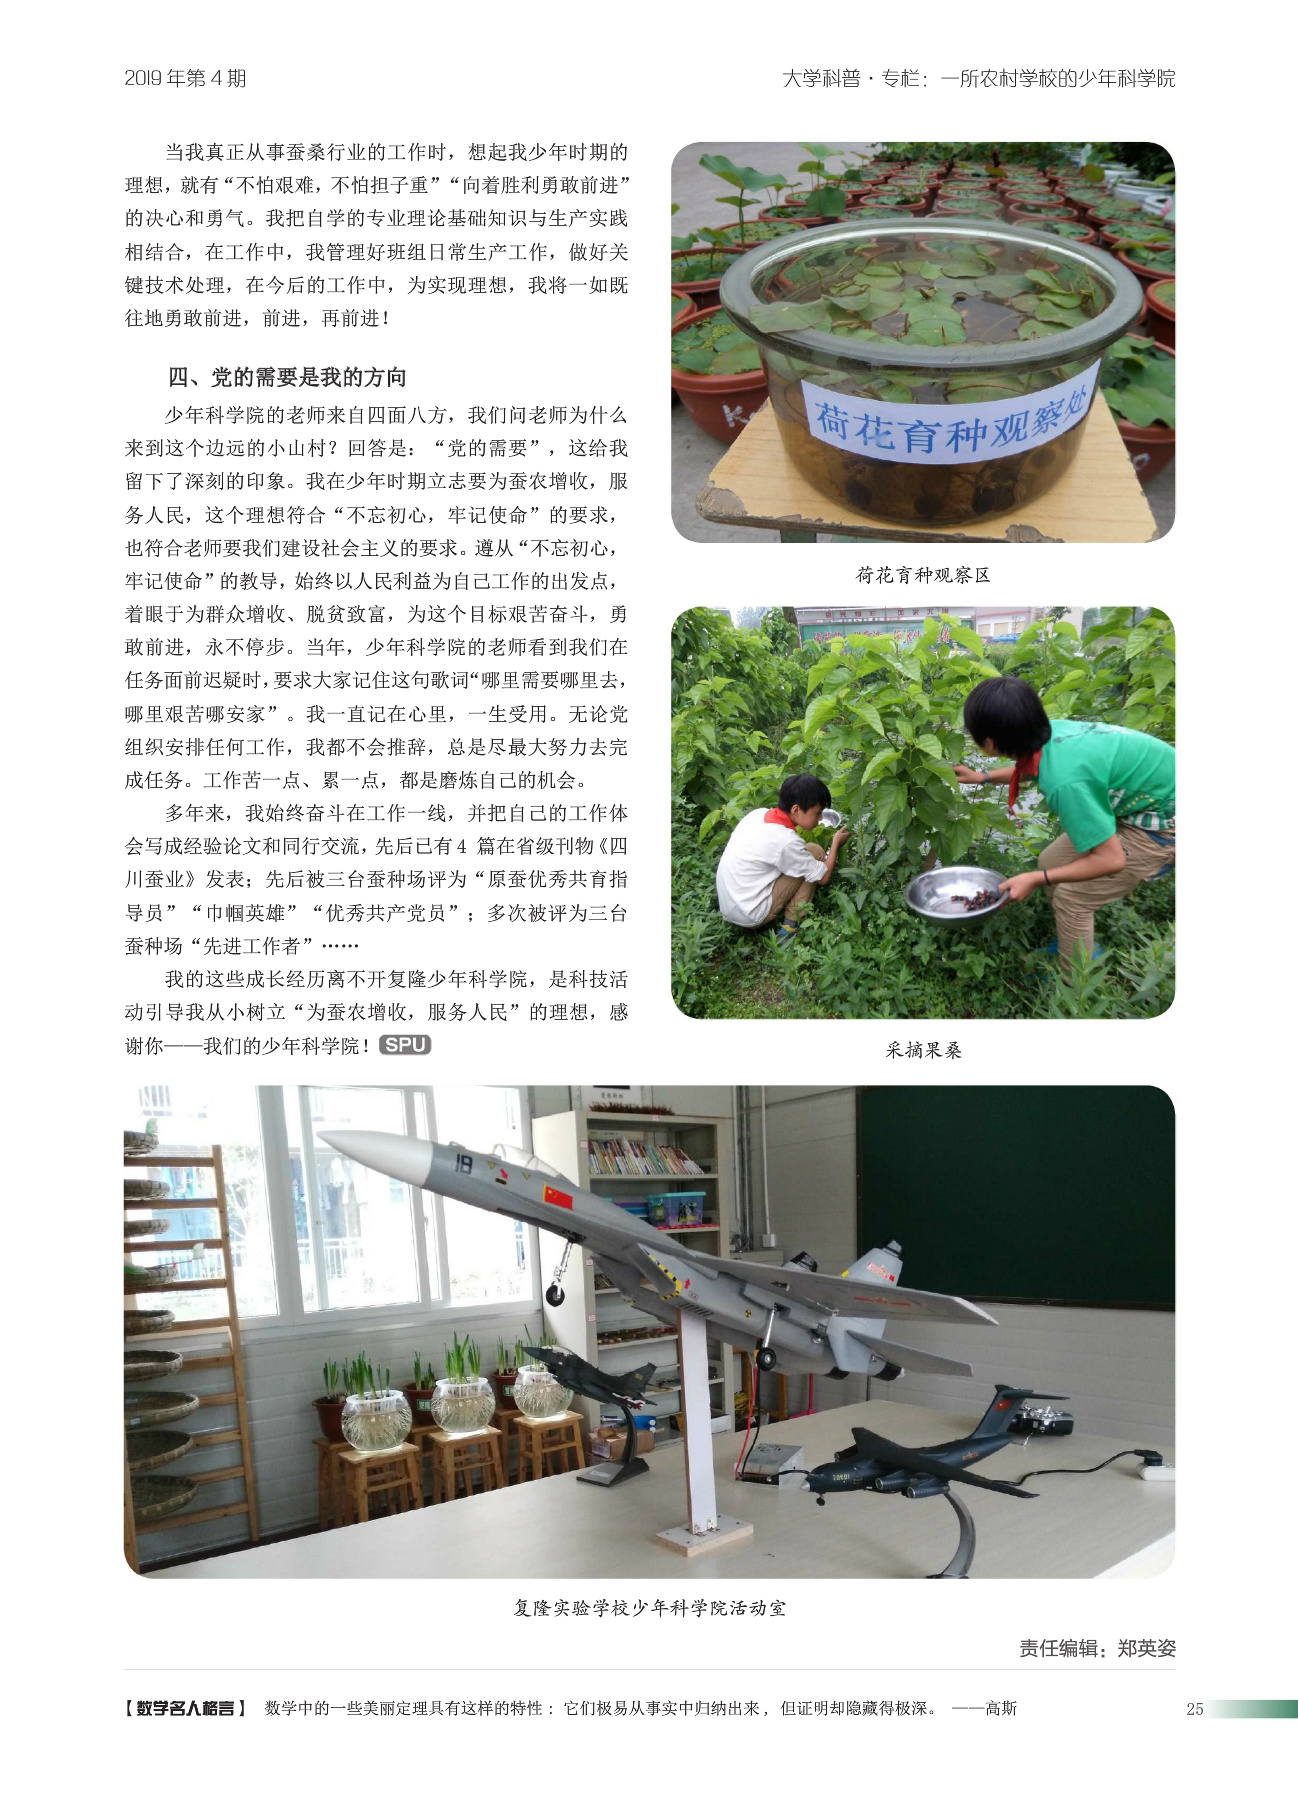 2019 年第 4 期
大学科普·专栏：一所农村学校的少年科学院
当我真正从事蚕桑行业的工作时，想起我少年时期的
理想，就有“不怕艰难，不怕担子重”“向着胜利勇敢前进”
的决心和勇气。我把自学的专业理论基础知识与生产实践
相结合，在工作中，我管理好班组日常生产工作，做好关
键技术处理，在今后的工作中，为实现理想，我将一如既
往地勇敢前进，前进，再前进！
四、党的需要是我的方向
少年科学院的老师来自四面八方，我们问老师为什么
来到这个边远的小山村？回答是：“党的需要”，这给我
留下了深刻的印象。我在少年时期立志要为蚕农增收，服
务人民，这个理想符合“不忘初心，牢记使命”的要求，
也符合老师要我们建设社会主义的要求。遵从“不忘初心，
牢记使命”的教导，始终以人民利益为自己工作的出发点，
着眼于为群众增收、脱贫致富，为这个目标艰苦奋斗，勇
敢前进，永不停步。当年，少年科学院的老师看到我们在
任务面前迟疑时，要求大家记住这句歌词“哪里需要哪里去，
哪里艰苦哪安家”。我一直记在心里，一生受用。无论党
组织安排任何工作，我都不会推辞，总是尽最大努力去完
成任务。工作苦一点、累一点，都是磨炼自己的机会。
多年来，我始终奋斗在工作一线，并把自己的工作体
会写成经验论文和同行交流，先后已有 4 篇在省级刊物《四
川蚕业》发表；先后被三台蚕种场评为“原蚕优秀共育指
导员”“巾帼英雄”“优秀共产党员”；多次被评为三台
蚕种场“先进工作者”……
我的这些成长经历离不开复隆少年科学院，是科技活
动引导我从小树立“为蚕农增收，服务人民”的理想，感
谢你——我们的少年科学院！ SPU
荷花育种观察处
荷花育种观察区
采摘果桑
18
复隆实验学校少年科学院活动室
责任编辑：郑英姿
【数学名人格言】 数学中的一些美丽定理具有这样的特性：它们极易从事实中归纳出来，但证明却隐藏得极深。 ——高斯
25